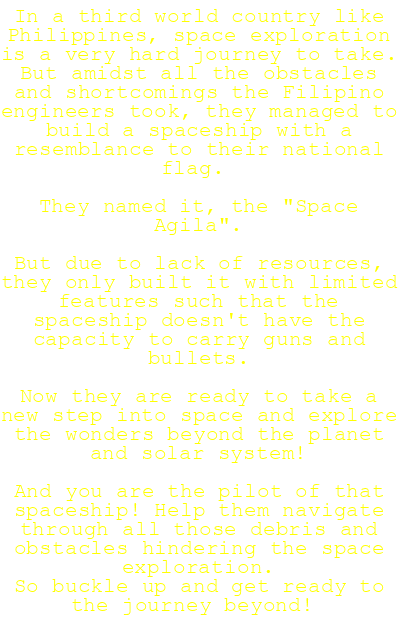 In a third world country like
Philippines, space exploration
is a very hard journey to take.
But amidst all the obstacles
and shortcomings the Filipino
engineers took, they managed to
build a spaceship with a
resemblance to their national
flag.
They named it, the "Space
Agila".
But due to lack of resources,
they only built it with limited
features such that the
spaceship doesn't have the
capacity to carry guns and
bullets.
Now they are ready to take a
new step into space and explore
the wonders beyond the planet
and solar system!
And you are the pilot of that
spaceship! Help them navigate
through all those debris and
obstacles hindering the space
exploration.
So buckle up and get ready to
the journey beyond!